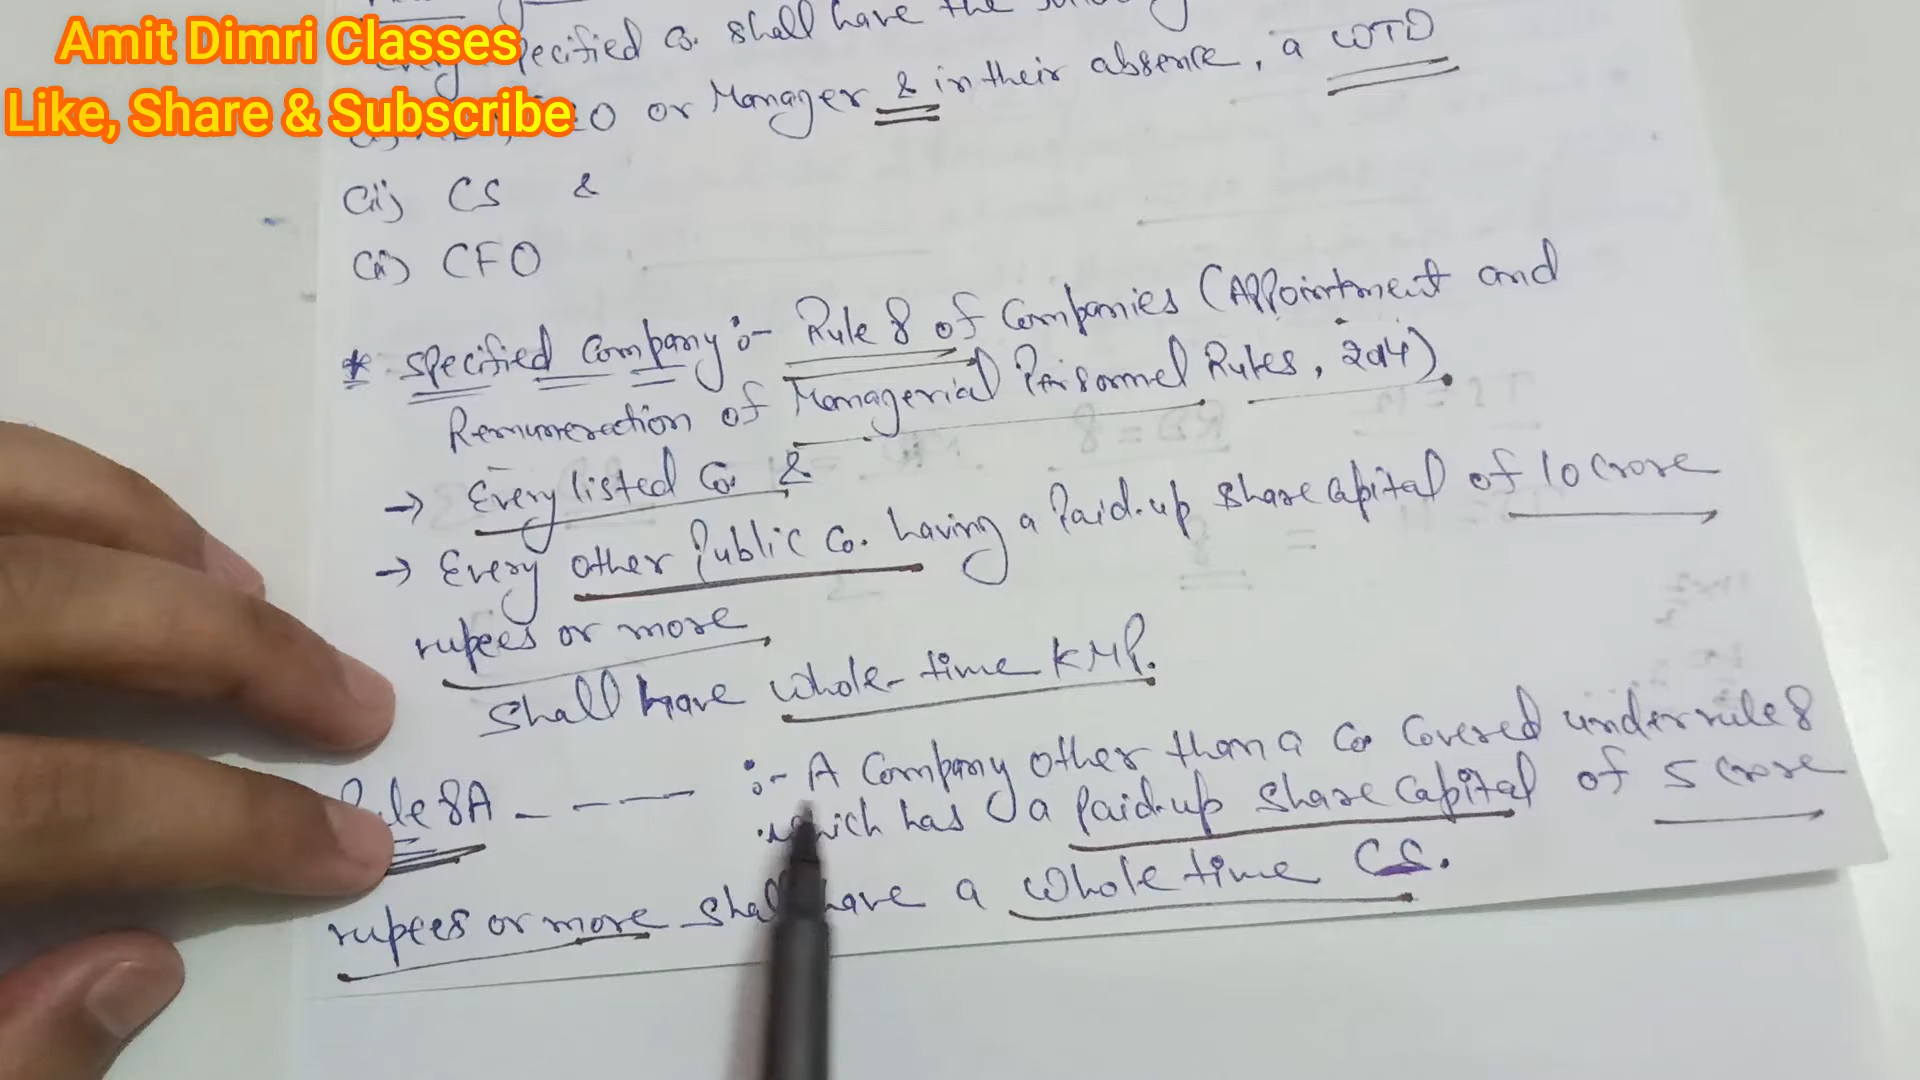 Amit Dimri Classes
Like, Share & Subscribe
pecified Co. shall have the
EO or Manager & in their absence, a WTD
(ii) CS &
(iii) CFO
* Specified Company :- Rule 8 of Companies (Appointment and
Remuneration of Managerial Personnel Rules, 2014).
→ Every listed Co. &
→ Every other Public Co. having a Paid-up share capital of 10 crore
rupees or more
shall have whole-time KMP.
Rule 8A _ - - - - :- A Company other than a Co. covered under rule 8
which has a paid-up share capital of 5 crore
rupees or more shall have a whole time CS.